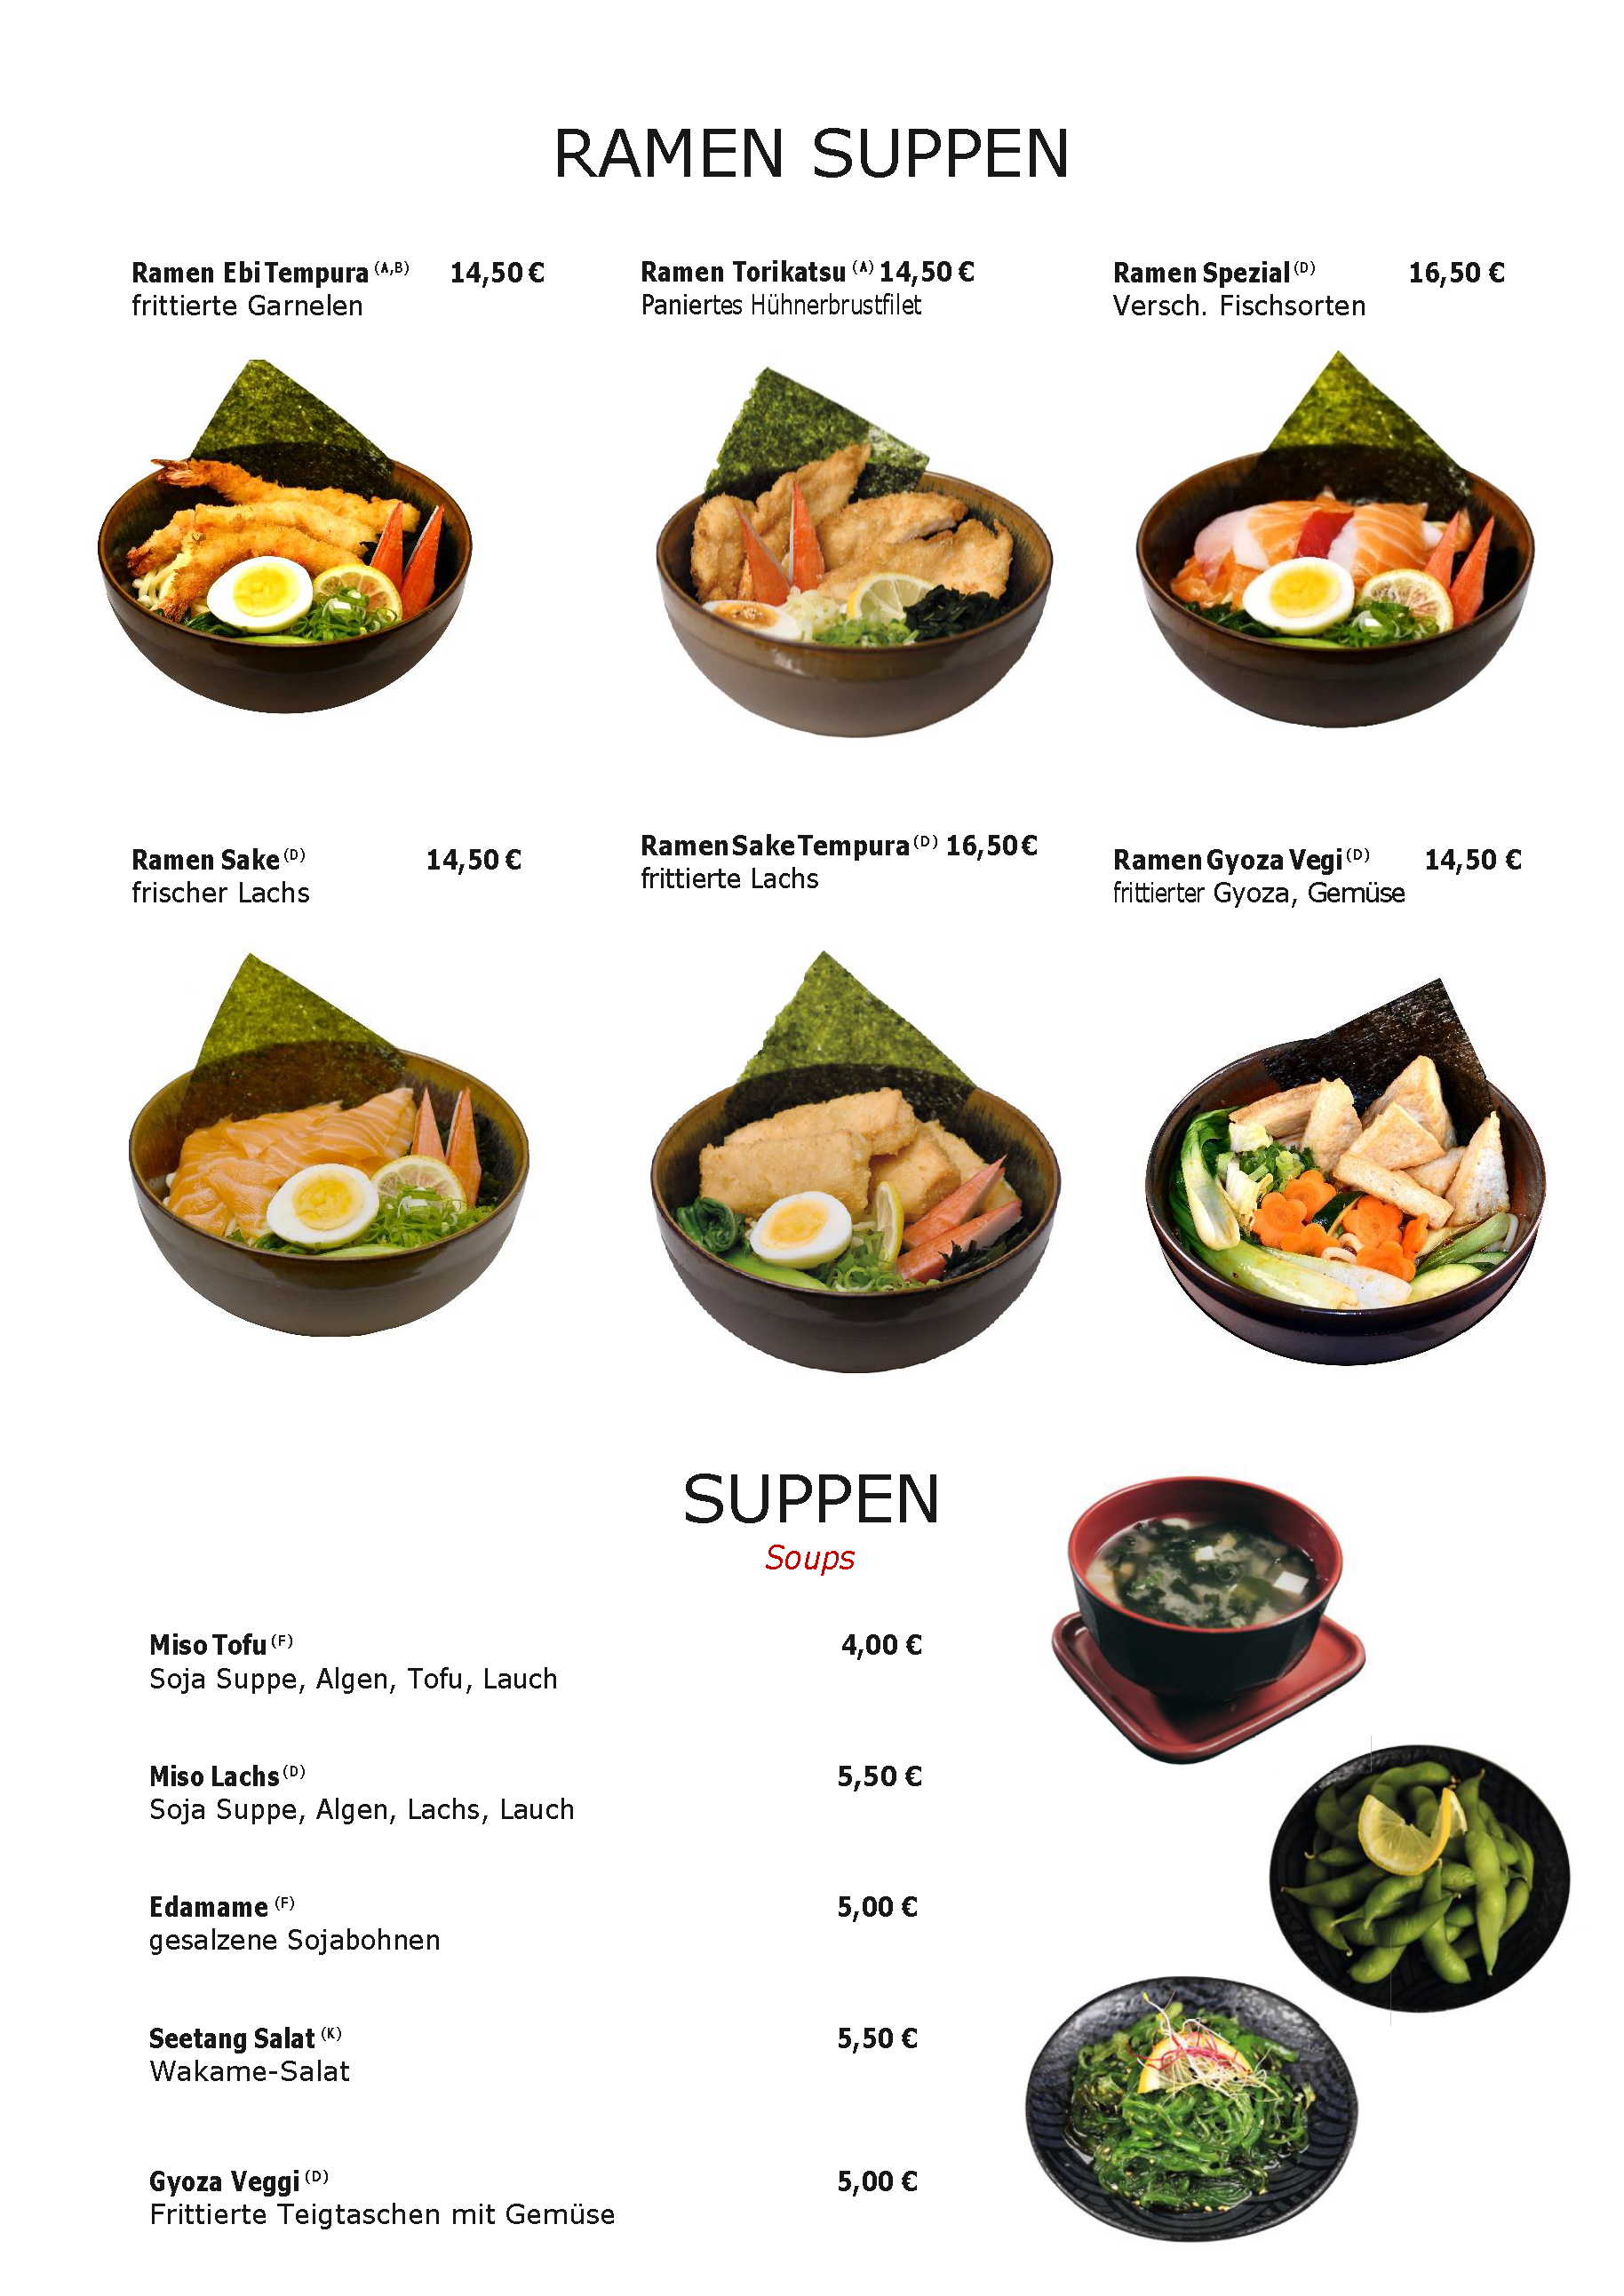 RAMEN SUPPEN
Ramen Ebi Tempura (A,B) 14,50 €
frittierte Garnelen
Ramen Torikatsu (A) 14,50 €
Paniertes Hühnerbrustfilet
Ramen Spezial (D) 16,50 €
Versch. Fischsorten
Ramen Sake (D) 14,50 €
frischer Lachs
Ramen Sake Tempura (D) 16,50 €
frittierte Lachs
Ramen Gyoza Vegi (D) 14,50 €
frittierter Gyoza, Gemüse
SUPPEN
Soups
Miso Tofu (F) 4,00 €
Soja Suppe, Algen, Tofu, Lauch
Miso Lachs (D) 5,50 €
Soja Suppe, Algen, Lachs, Lauch
Edamame (F) 5,00 €
gesalzene Sojabohnen
Seetang Salat (K) 5,50 €
Wakame-Salat
Gyoza Veggi (D) 5,00 €
Frittierte Teigtaschen mit Gemüse